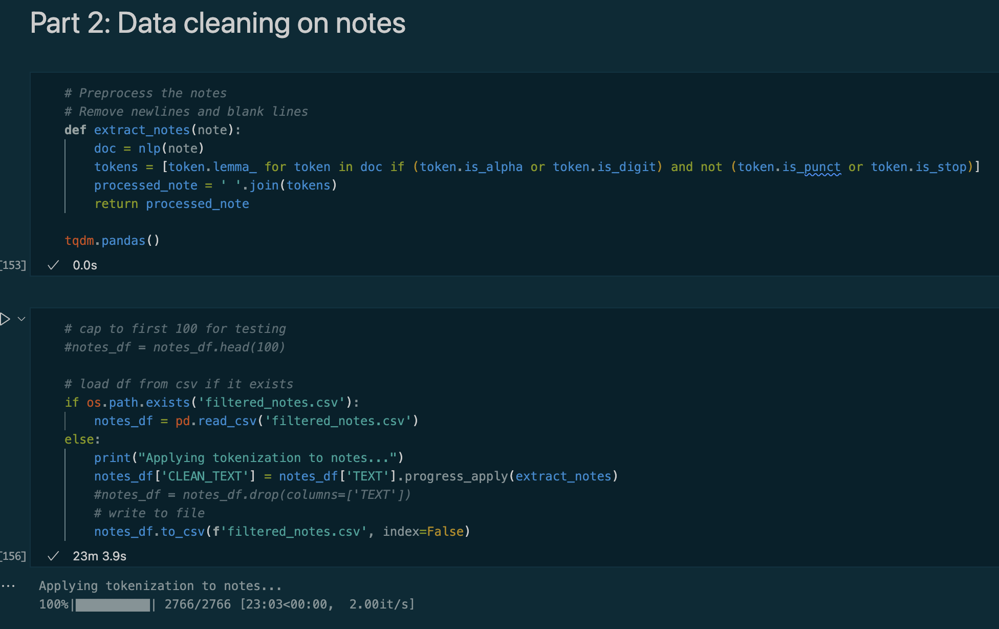 Part 2: Data cleaning on notes
# Preprocess the notes
# Remove newlines and blank lines
def extract_notes(note):
    doc = nlp(note)
    tokens = [token.lemma_ for token in doc if (token.is_alpha or token.is_digit) and not (token.is_punct or token.is_stop)]
    processed_note = ' '.join(tokens)
    return processed_note
tqdm.pandas()
[153] ✓ 0.0s
# cap to first 100 for testing
#notes_df = notes_df.head(100)
# load df from csv if it exists
if os.path.exists('filtered_notes.csv'):
    notes_df = pd.read_csv('filtered_notes.csv')
else:
    print("Applying tokenization to notes...")
    notes_df['CLEAN_TEXT'] = notes_df['TEXT'].progress_apply(extract_notes)
    #notes_df = notes_df.drop(columns=['TEXT'])
    # write to file
    notes_df.to_csv(f'filtered_notes.csv', index=False)
[156] ✓ 23m 3.9s
... Applying tokenization to notes...
100%|██████████| 2766/2766 [23:03<00:00,  2.00it/s]